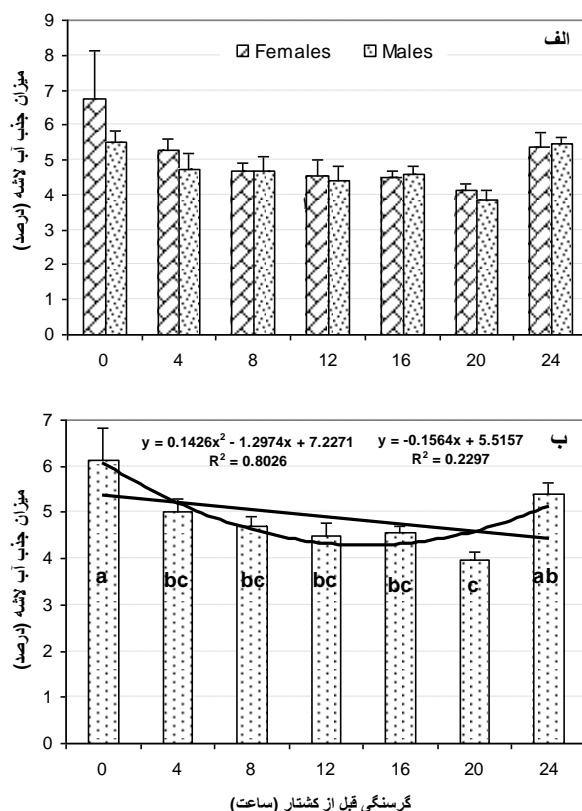 الف
Females Males
میزان جذب آب لاشه (درصد)
9
8
7
6
5
4
3
2
1
0
0 4 8 12 16 20 24
ب
y = 0.1426x² - 1.2974x + 7.2271 y = -0.1564x + 5.5157
R² = 0.8026 R² = 0.2297
میزان جذب آب لاشه (درصد)
7
6
5
4
3
2
1
0
a bc bc bc bc c ab
0 4 8 12 16 20 24
گرسنگی قبل از کشتار (ساعت)